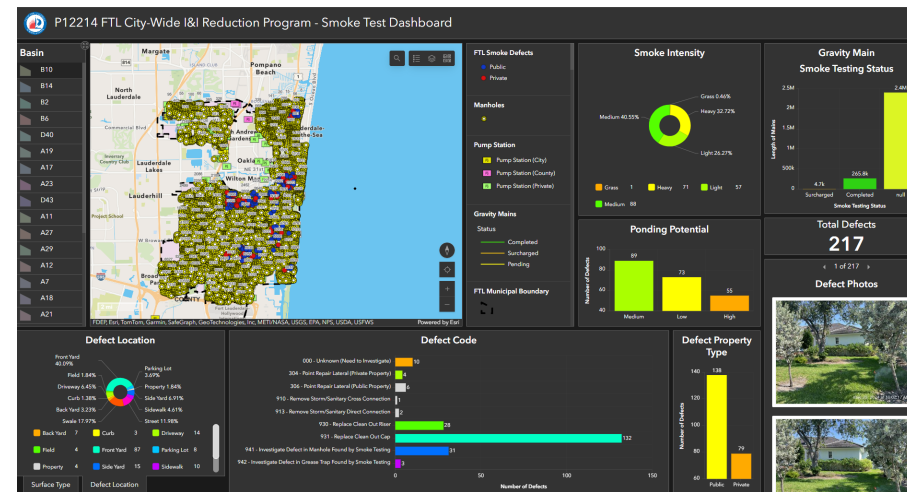 P12214 FTL City-Wide I&I Reduction Program - Smoke Test Dashboard
Basin
B10
B14
B2
B6
D40
A19
A17
A23
D43
A11
A27
A29
A12
A7
A18
A21
Margate
814
ISLAND CLUB
Pompano
Beach
1
North
Lauderdale
Commercial Blvd
Inverrary
Country Club
Lauderdale
Lakes
Lauderhill
Project School
W Broward
COUNTY
FDEP, Esri, TomTom, Garmin, SafeGraph, GeoTechnologies, Inc, METI/NASA, USGS, EPA, NPS, USDA, USFWS
Powered by Esri
FTL Smoke Defects
Public
Private
Manholes
Pump Station
Pump Station (City)
Pump Station (County)
Pump Station (Private)
Gravity Mains
Status
Completed
Surcharged
Pending
FTL Municipal Boundary
Smoke Intensity
Grass 0.46%
Heavy 32.72%
Medium 40.55%
Light 26.27%
Grass 1 Heavy 71 Light 57
Medium 88
Ponding Potential
Number of Defects
100
80
60
40
89
73
55
Medium Low High
Gravity Main
Smoke Testing Status
Length of Mains
2.5M
2M
1.5M
1M
500k
0
4.7k
265.8k
2.4M
Surcharged Completed null
Smoke Testing Status
Total Defects
217
1 of 217
Defect Photos
Defect Location
Front Yard
40.09%
Field 1.84%
Driveway 6.45%
Curb 1.38%
Back Yard 3.23%
Swale 17.97%
Parking Lot
3.69%
Property 1.84%
Side Yard 6.91%
Sidewalk 4.61%
Street 11.98%
Back Yard 7 Curb 3 Driveway 14
Field 4 Front Yard 87 Parking Lot 8
Property 4 Side Yard 15 Sidewalk 10
Surface Type Defect Location
Defect Code
000 - Unknown (Need to Investigate) 10
304 - Point Repair Lateral (Private Property) 4
306 - Point Repair Lateral (Public Property) 6
910 - Remove Storm/Sanitary Cross Connection 1
913 - Remove Storm/Sanitary Direct Connection 2
930 - Replace Clean Out Riser 28
931 - Replace Clean Out Cap 132
941 - Investigate Defect in Manhole Found by Smoke Testing 31
942 - Investigate Defect in Grease Trap Found by Smoke Testing 3
0 50 100 150
Number of Defects
Defect Property
Type
Number of Defects
140
120
100
80
60
138
79
Public Private